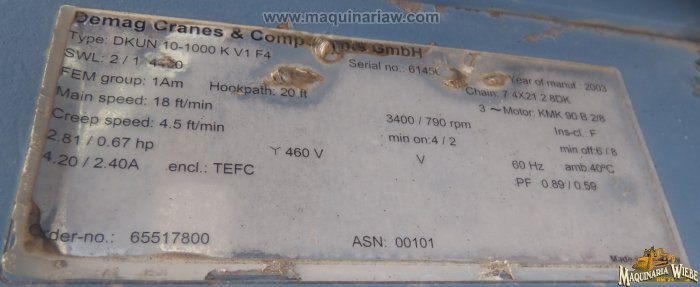 www.maquinariaw.com
Demag Cranes & Comp GmbH
Type: DKUN 10-1000 K V1 F4
Serial no.: 6145
Year of manuf.: 2003
SWL: 2 / 1
Chain: 7.4X21.2 8DK
FEM group: 1Am
Hookpath: 20 ft
3 ~ Motor: KMK 90 B 2/8
Main speed: 18 ft/min
3400 / 790 rpm
Ins-cl.: F
Creep speed: 4.5 ft/min
min on: 4 / 2
min off: 6 / 8
2.81 / 0.67 hp
Y 460 V
V
60 Hz
amb. 40ºC
4.20 / 2.40A
encl.: TEFC
PF 0.89 / 0.59
order-no.: 65517800
ASN: 00101
Made
MAQUINARIA WIEBE